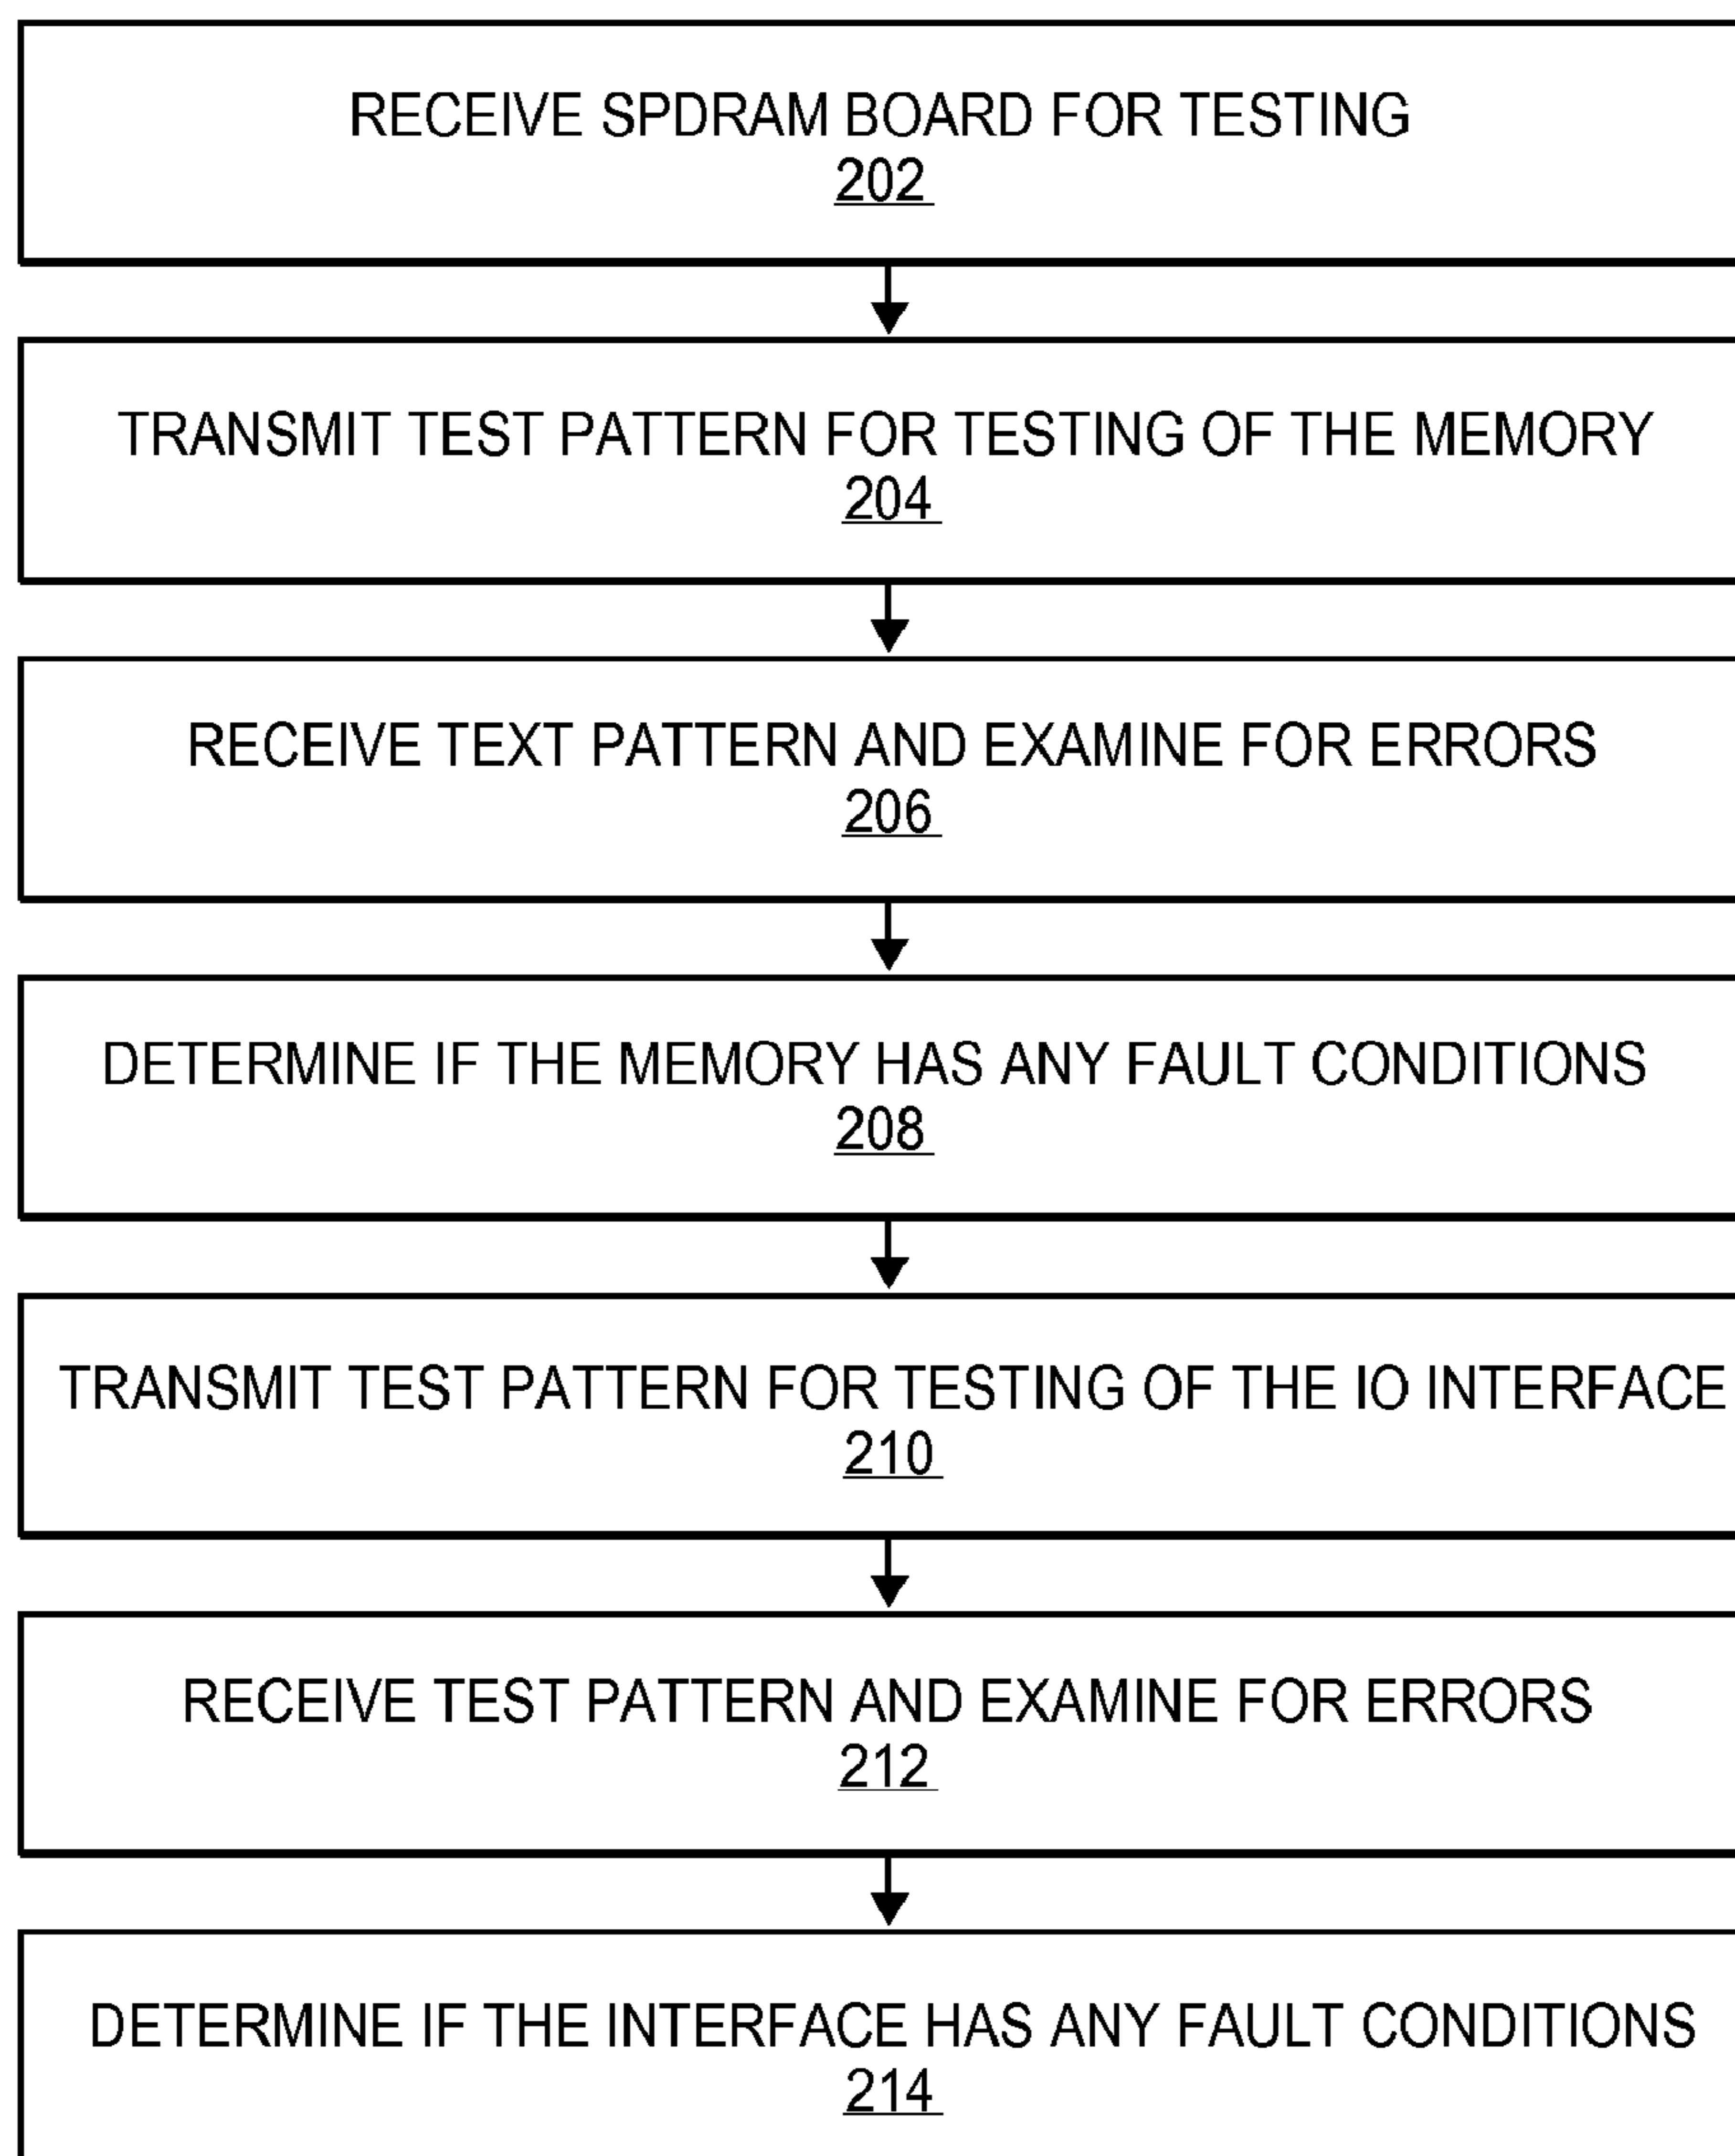 RECEIVE SPDRAM BOARD FOR TESTING
202
TRANSMIT TEST PATTERN FOR TESTING OF THE MEMORY
204
RECEIVE TEXT PATTERN AND EXAMINE FOR ERRORS
206
DETERMINE IF THE MEMORY HAS ANY FAULT CONDITIONS
208
TRANSMIT TEST PATTERN FOR TESTING OF THE IO INTERFACE
210
RECEIVE TEST PATTERN AND EXAMINE FOR ERRORS
212
DETERMINE IF THE INTERFACE HAS ANY FAULT CONDITIONS
214